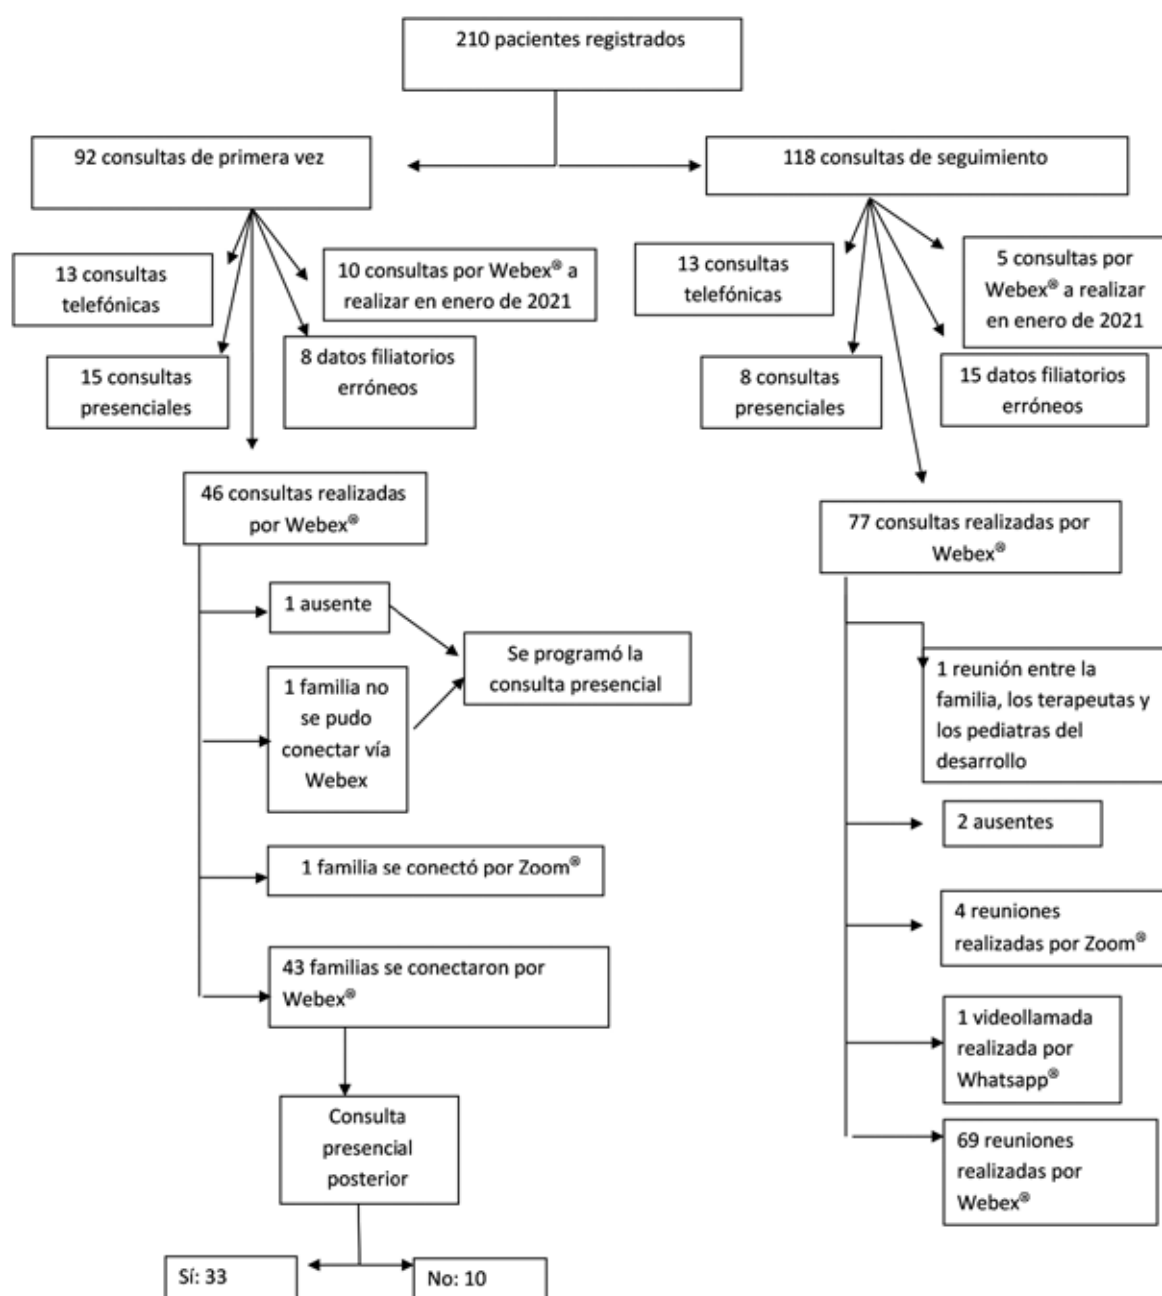 210 pacientes registrados
92 consultas de primera vez
118 consultas de seguimiento
13 consultas
telefónicas
10 consultas por Webex® a
realizar en enero de 2021
15 consultas
presenciales
8 datos filiatorios
erróneos
13 consultas
telefónicas
5 consultas por
Webex® a realizar
en enero de 2021
8 consultas
presenciales
15 datos filiatorios
erróneos
46 consultas realizadas
por Webex®
1 ausente
1 familia no
se pudo
conectar vía
Webex
Se programó la
consulta presencial
1 familia se conectó por Zoom®
43 familias se conectaron por
Webex®
Consulta
presencial
posterior
Sí: 33
No: 10
77 consultas realizadas por
Webex®
1 reunión entre la
familia, los terapeutas y
los pediatras del
desarrollo
2 ausentes
4 reuniones
realizadas por Zoom®
1 videollamada
realizada por
Whatsapp®
69 reuniones
realizadas por
Webex®